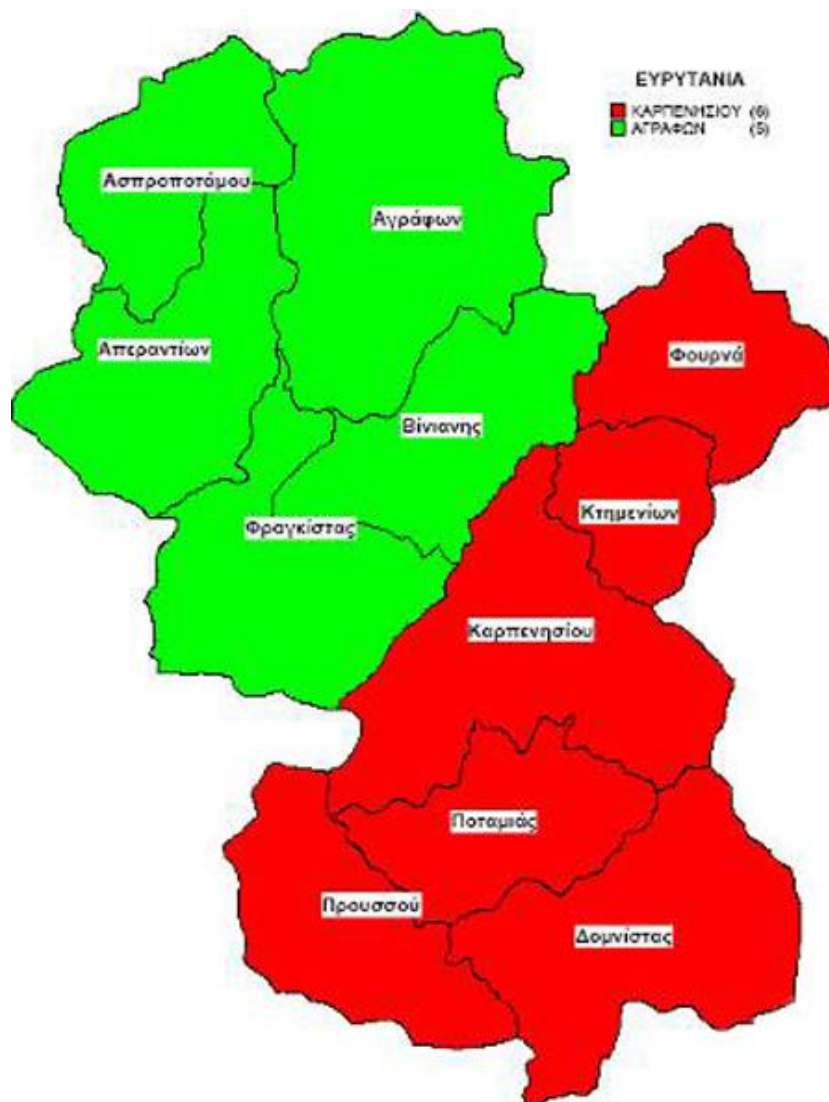 ΕΥΡΥΤΑΝΙΑ
ΚΑΡΠΕΝΗΣΙΟΥ (6)
ΑΓΡΑΦΩΝ (5)
Ασπροποτάμου
Αγράφων
Απεραντίων
Φουρνά
Βίνιανης
Κτημενίων
Φραγκίστας
Καρπενησίου
Ποταμιάς
Προυσσού
Δομνίστας